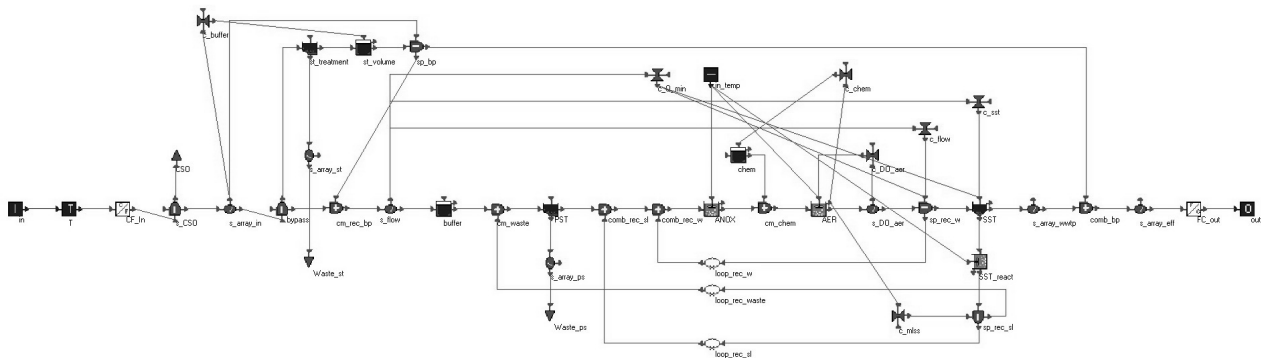 c_buffer
st_treatment
st_volume
sp_bp
c_Q_min
in_temp
c_chem
c_sst
c_flow
CSO
s_array_st
chem
c_DO_aer
in
T
CF_In
s_CSO
s_array_in
bypass
cm_rec_bp
s_flow
buffer
cm_waste
PST
comb_rec_sl
comb_rec_w
ANOX
cm_chem
AER
s_DO_aer
sp_rec_w
SST
s_array_wwtp
comb_bp
s_array_eff
FC_out
out
Waste_st
s_array_ps
loop_rec_w
SST_react
loop_rec_waste
Waste_ps
c_mlss
sp_rec_sl
loop_rec_sl